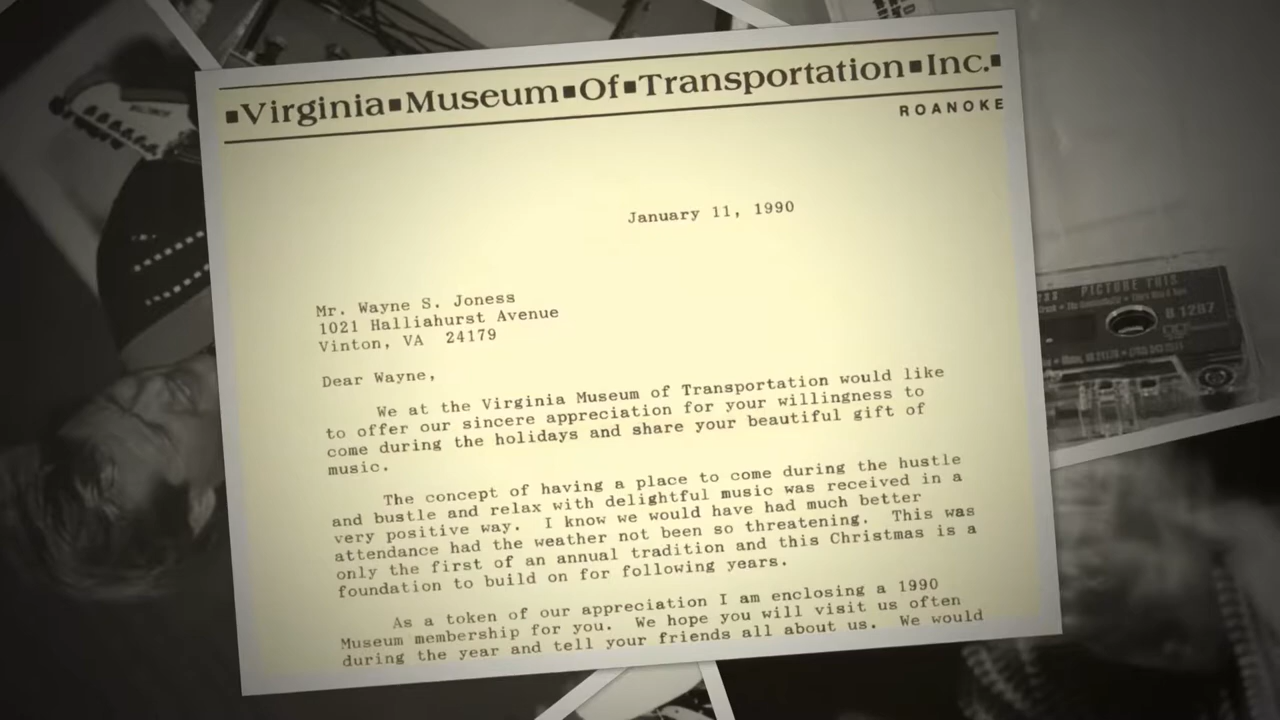 ▪Virginia▪Museum▪Of▪Transportation▪Inc.▪
ROANOKE
January 11, 1990
Mr. Wayne S. Joness
1021 Halliahurst Avenue
Vinton, VA 24179
Dear Wayne,
We at the Virginia Museum of Transportation would like
to offer our sincere appreciation for your willingness to
come during the holidays and share your beautiful gift of
music.
The concept of having a place to come during the hustle
and bustle and relax with delightful music was received in a
very positive way. I know we would have had much better
attendance had the weather not been so threatening. This was
only the first of an annual tradition and this Christmas is a
foundation to build on for following years.
As a token of our appreciation I am enclosing a 1990
Museum membership for you. We hope you will visit us often
during the year and tell your friends all about us. We would
PICTURE THIS
B 1287